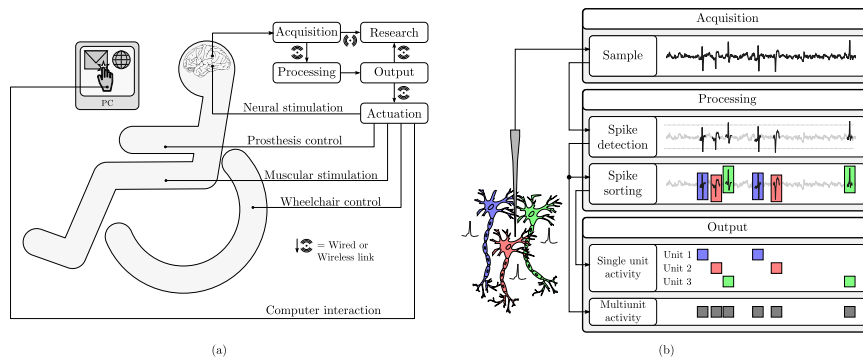 Acquisition
Research
Processing
Output
Actuation
PC
Neural stimulation
Prosthesis control
Muscular stimulation
Wheelchair control
= Wired or
Wireless link
Computer interaction
(a)
Acquisition
Sample
Processing
Spike
detection
Spike
sorting
Output
Single unit
activity
Unit 1
Unit 2
Unit 3
Multiunit
activity
(b)